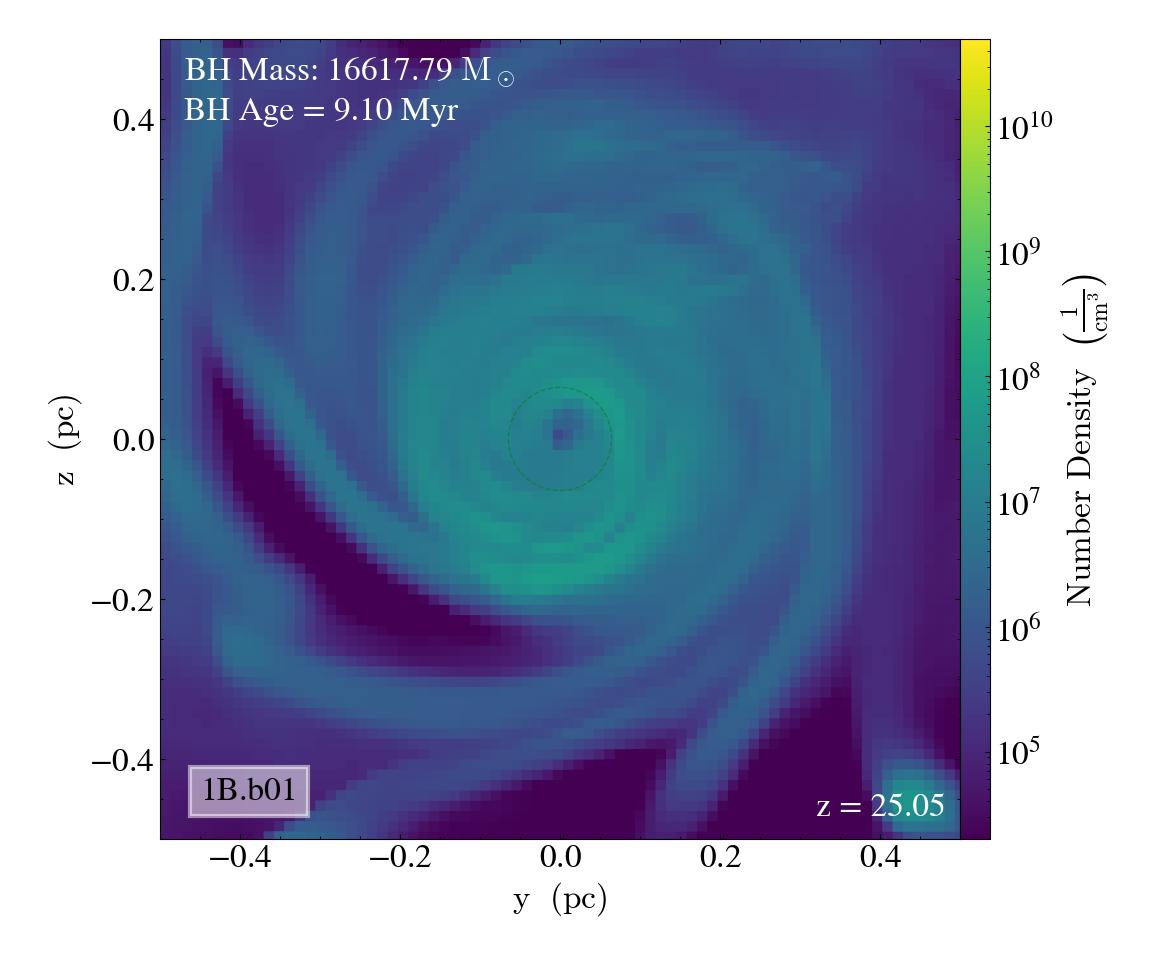 BH Mass: 16617.79 M☉
BH Age = 9.10 Myr
0.4
0.2
0.0
−0.2
−0.4
z (pc)
1B.b01
z = 25.05
−0.4 −0.2 0.0 0.2 0.4
y (pc)
10¹⁰
10⁹
10⁸
10⁷
10⁶
10⁵
Number Density (1/cm³)